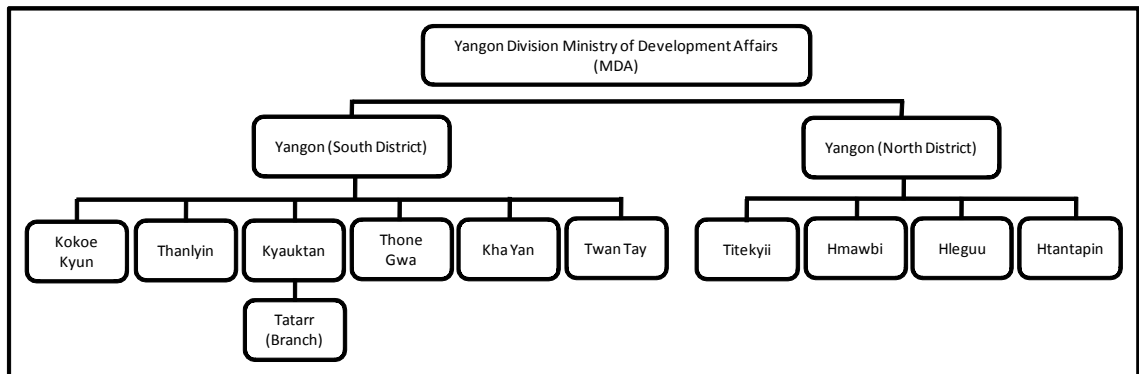 Yangon Division Ministry of Development Affairs
(MDA)
Yangon (South District)
Yangon (North District)
Kokoe
Kyun
Thanlyin
Kyauktan
Thone
Gwa
Kha Yan
Twan Tay
Titekyii
Hmawbi
Hleguu
Htantapin
Tatarr
(Branch)